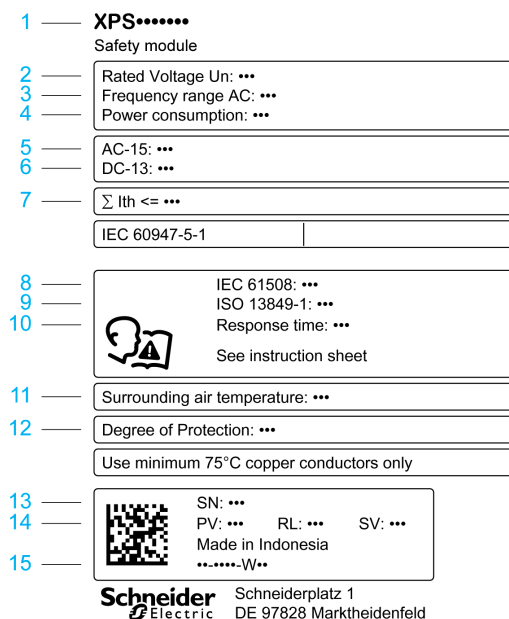 1 XPS•••••••
Safety module
2 Rated Voltage Un: •••
3 Frequency range AC: •••
4 Power consumption: •••
5 AC-15: •••
6 DC-13: •••
7 ∑ Ith <= •••
IEC 60947-5-1
8 IEC 61508: •••
9 ISO 13849-1: •••
10 Response time: •••
See instruction sheet
11 Surrounding air temperature: •••
12 Degree of Protection: •••
Use minimum 75°C copper conductors only
13 SN: •••
14 PV: ••• RL: ••• SV: •••
Made in Indonesia
15 ••-••••-W••
Schneider Schneiderplatz 1
Electric DE 97828 Marktheidenfeld